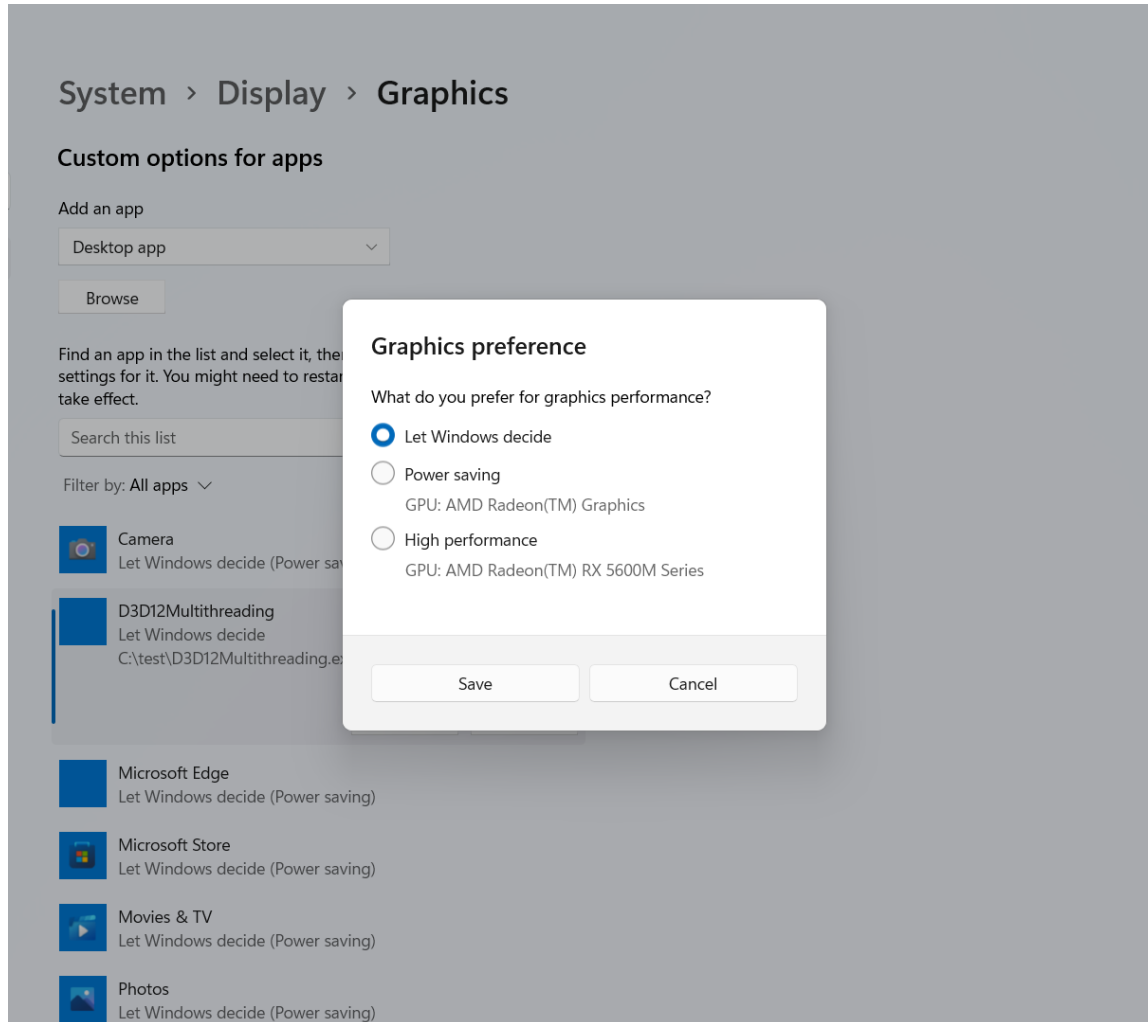 System > Display > Graphics
Custom options for apps
Add an app
Desktop app
Browse
Find an app in the list and select it, the
settings for it. You might need to restar
take effect.
Search this list
Filter by: All apps
Camera
Let Windows decide (Power sav
D3D12Multithreading
Let Windows decide
C:\test\D3D12Multithreading.ex
Microsoft Edge
Let Windows decide (Power saving)
Microsoft Store
Let Windows decide (Power saving)
Movies & TV
Let Windows decide (Power saving)
Photos
Let Windows decide (Power saving)
Graphics preference
What do you prefer for graphics performance?
Let Windows decide
Power saving
GPU: AMD Radeon(TM) Graphics
High performance
GPU: AMD Radeon(TM) RX 5600M Series
Save
Cancel